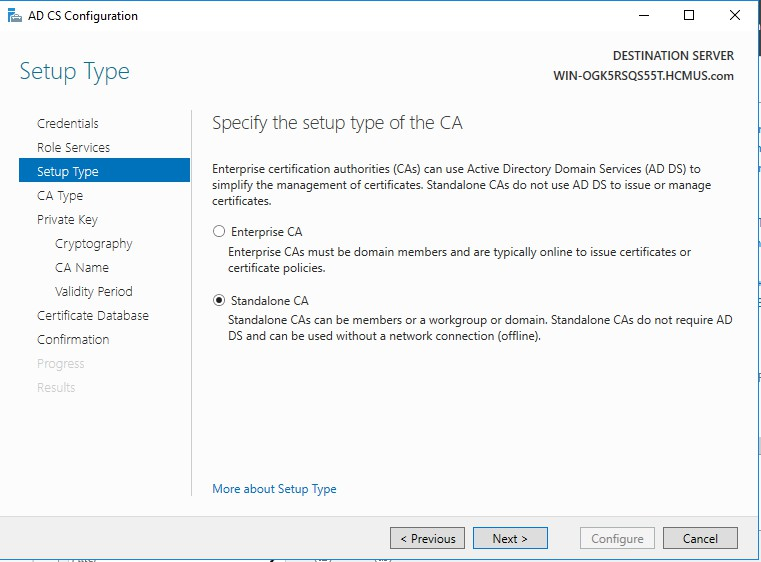 AD CS Configuration
DESTINATION SERVER
WIN-OGK5RSQS55T.HCMUS.com
Setup Type
Credentials
Role Services
Setup Type
CA Type
Private Key
Cryptography
CA Name
Validity Period
Certificate Database
Confirmation
Progress
Results
Specify the setup type of the CA
Enterprise certification authorities (CAs) can use Active Directory Domain Services (AD DS) to
simplify the management of certificates. Standalone CAs do not use AD DS to issue or manage
certificates.
Enterprise CA
Enterprise CAs must be domain members and are typically online to issue certificates or
certificate policies.
Standalone CA
Standalone CAs can be members or a workgroup or domain. Standalone CAs do not require AD
DS and can be used without a network connection (offline).
More about Setup Type
< Previous
Next >
Configure
Cancel